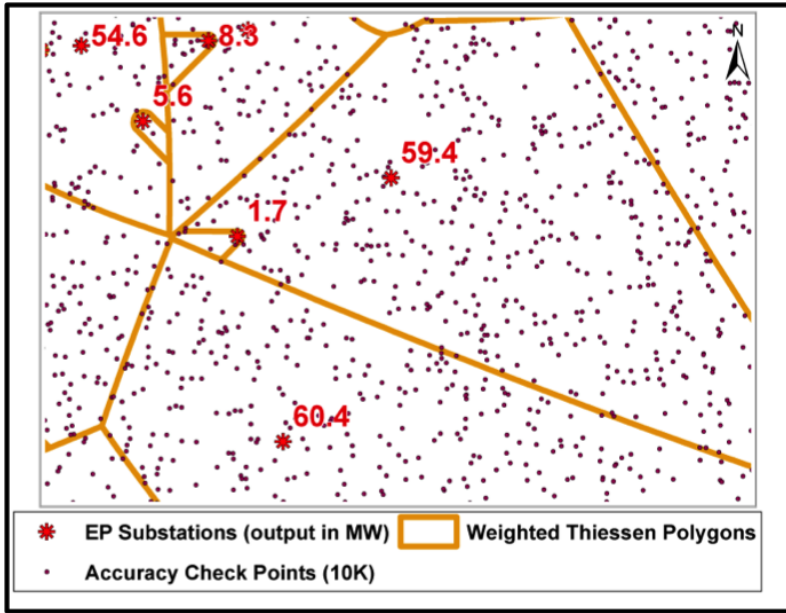 N
54.6
8.3
5.6
59.4
1.7
60.4
EP Substations (output in MW)
Weighted Thiessen Polygons
Accuracy Check Points (10K)